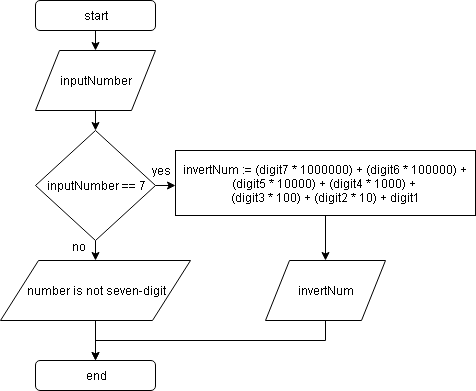 start
inputNumber
inputNumber == 7
yes
invertNum := (digit7 * 1000000) + (digit6 * 100000) +
(digit5 * 10000) + (digit4 * 1000) +
(digit3 * 100) + (digit2 * 10) + digit1
no
number is not seven-digit
invertNum
end